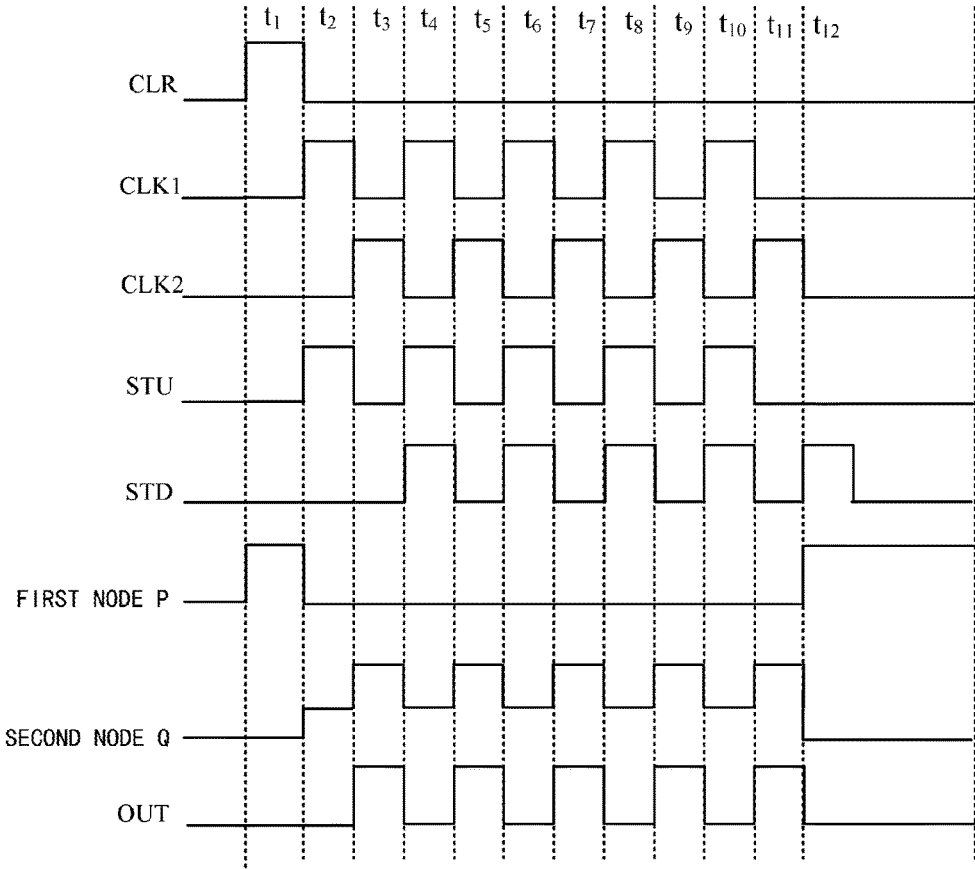 t1 t2 t3 t4 t5 t6 t7 t8 t9 t10 t11 t12
CLR
CLK1
CLK2
STU
STD
FIRST NODE P
SECOND NODE Q
OUT